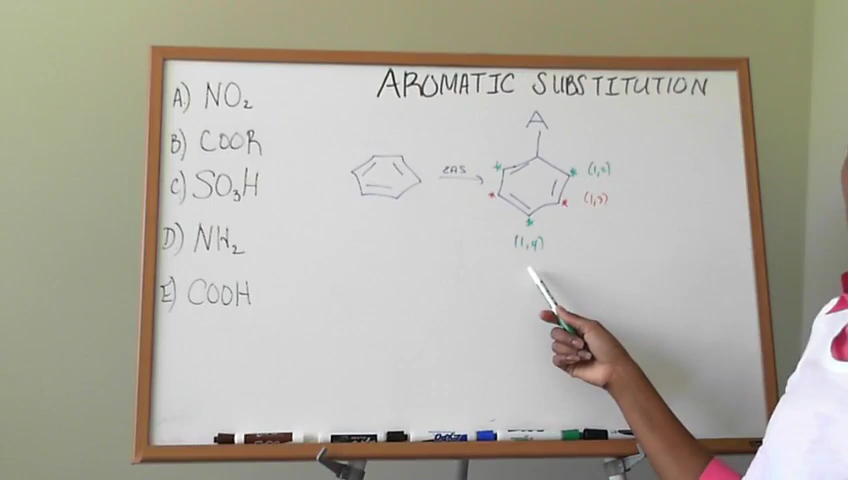 AROMATIC SUBSTITUTION
A) NO₂
B) COOR
C) SO₃H
D) NH₂
E) COOH
EAS
A
(1,2)
(1,3)
(1,4)